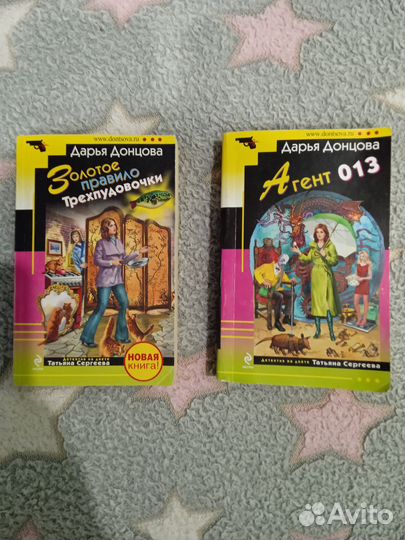 www.dontsova.ru
Дарья Донцова
Золотое
правило
Трехпудовочки
Детектив на диете
Татьяна Сергеева
НОВАЯ
КНИГА!
www.dontsova.ru
Дарья Донцова
Агент 013
Детектив на диете Татьяна Сергеева
Avito